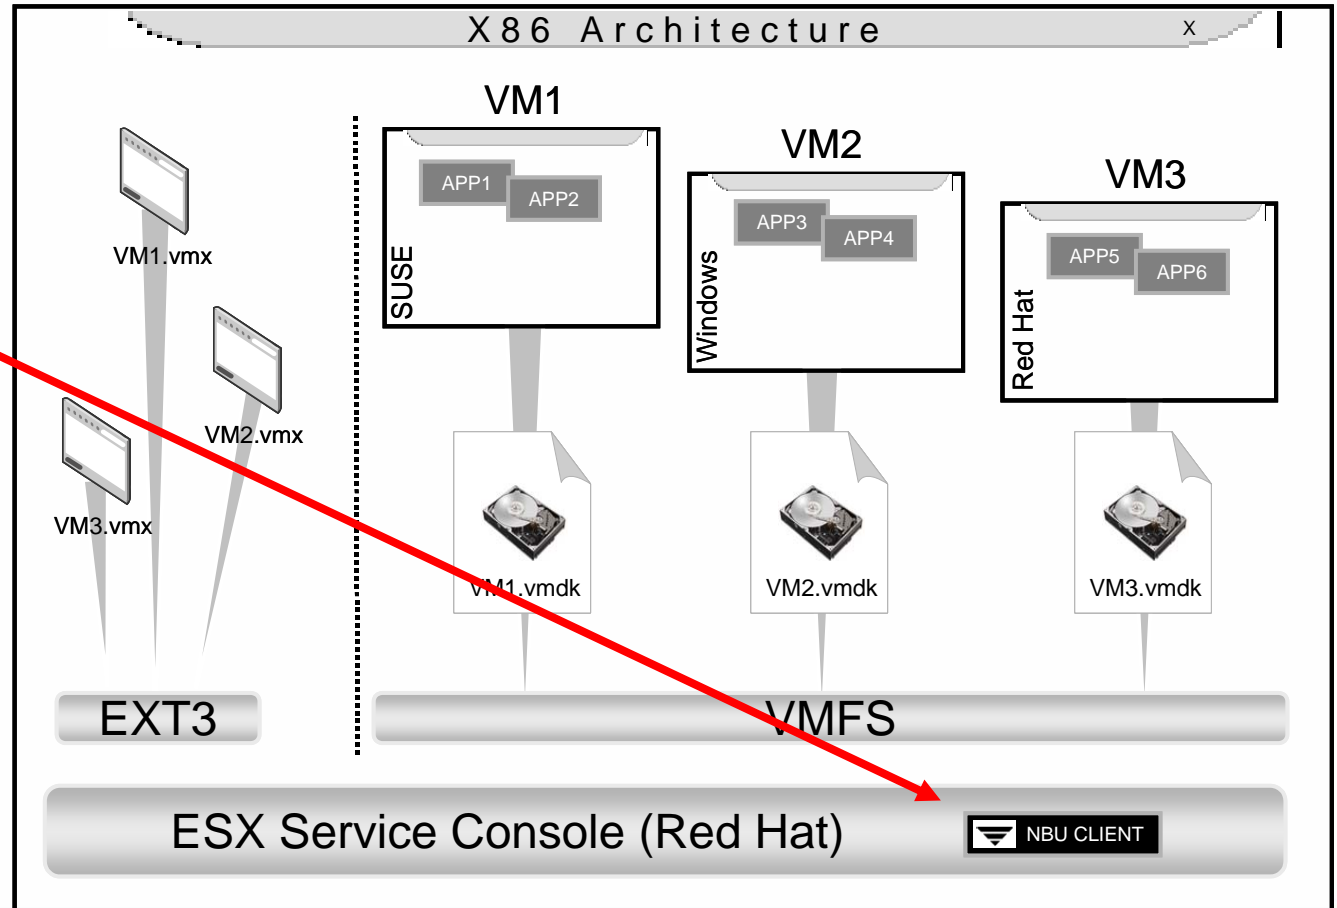 X86 Architecture
X
VM1
APP1
APP2
SUSE
VM2
APP3
APP4
Windows
VM3
APP5
APP6
Red Hat
VM1.vmx
VM2.vmx
VM3.vmx
VM1.vmdk
VM2.vmdk
VM3.vmdk
EXT3
VMFS
ESX Service Console (Red Hat)
NBU CLIENT